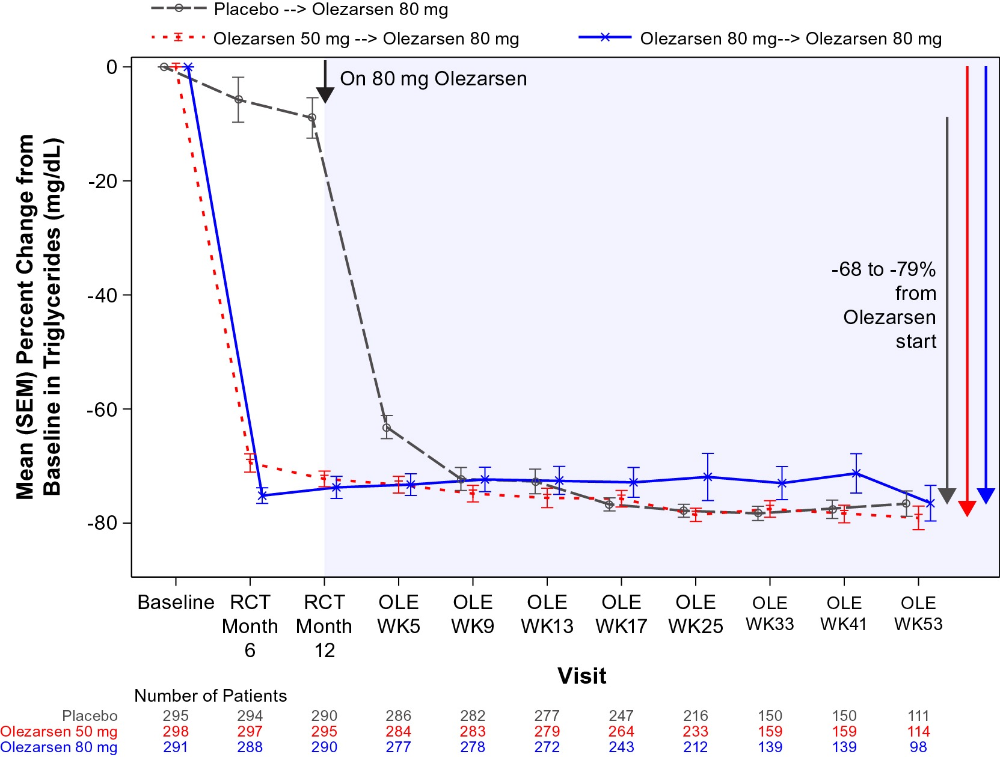 Placebo --> Olezarsen 80 mg
Olezarsen 50 mg --> Olezarsen 80 mg
Olezarsen 80 mg--> Olezarsen 80 mg
Mean (SEM) Percent Change from
Baseline in Triglycerides (mg/dL)
0
-20
-40
-60
-80
On 80 mg Olezarsen
-68 to -79%
from
Olezarsen
start
Baseline
RCT
Month
6
RCT
Month
12
OLE
WK5
OLE
WK9
OLE
WK13
OLE
WK17
OLE
WK25
OLE
WK33
OLE
WK41
OLE
WK53
Visit
Number of Patients
Placebo 295 294 290 286 282 277 247 216 150 150 111
Olezarsen 50 mg 298 297 295 284 283 279 264 233 159 159 114
Olezarsen 80 mg 291 288 290 277 278 272 243 212 139 139 98